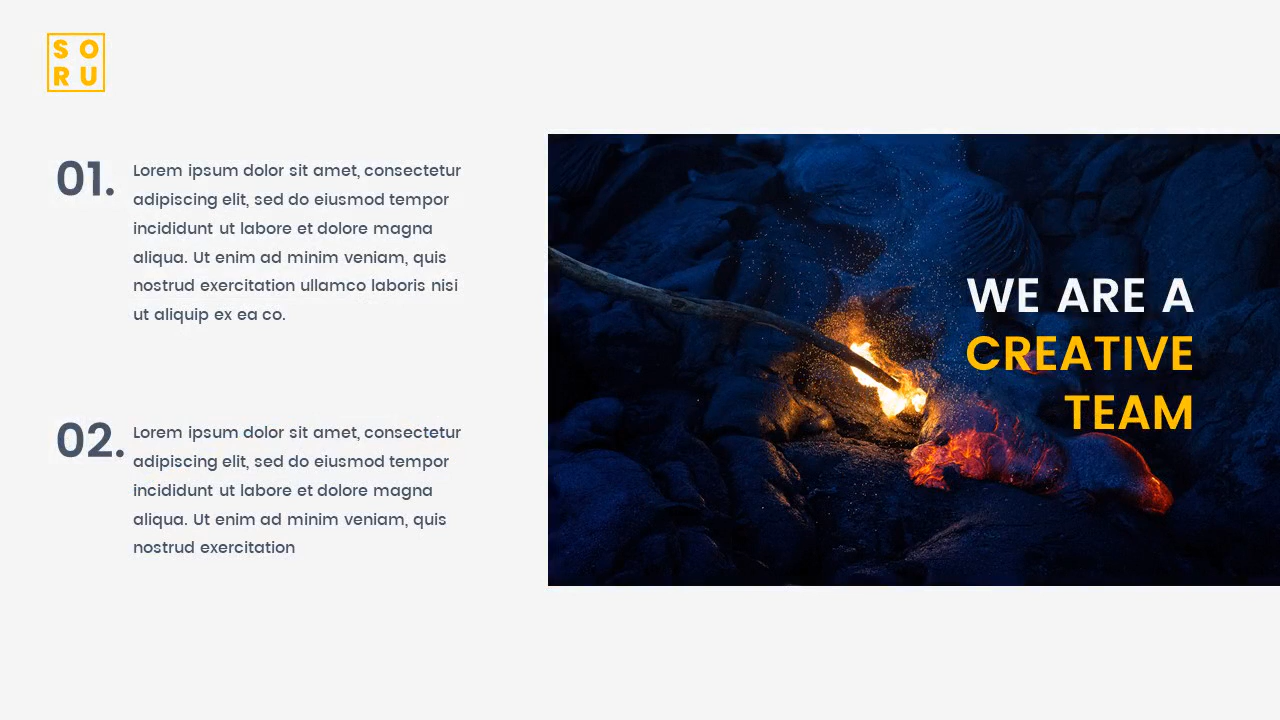 S O
R U
01.
Lorem ipsum dolor sit amet, consectetur
adipiscing elit, sed do eiusmod tempor
incididunt ut labore et dolore magna
aliqua. Ut enim ad minim veniam, quis
nostrud exercitation ullamco laboris nisi
ut aliquip ex ea co.
02.
Lorem ipsum dolor sit amet, consectetur
adipiscing elit, sed do eiusmod tempor
incididunt ut labore et dolore magna
aliqua. Ut enim ad minim veniam, quis
nostrud exercitation
WE ARE A
CREATIVE
TEAM